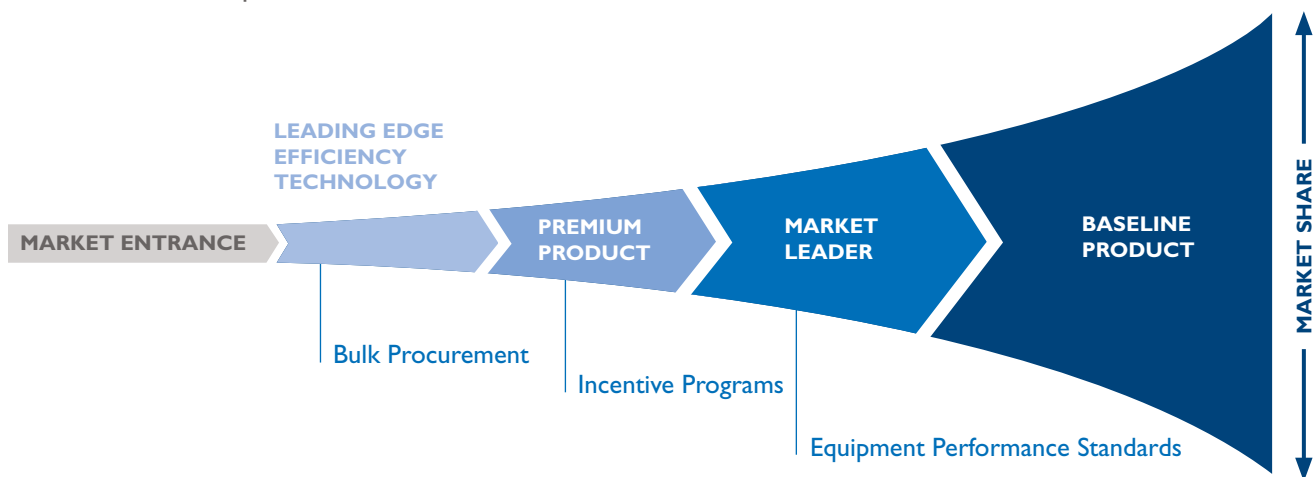 LEADING EDGE
EFFICIENCY
TECHNOLOGY
MARKET ENTRANCE
PREMIUM
PRODUCT
MARKET
LEADER
BASELINE
PRODUCT
MARKET SHARE
Bulk Procurement
Incentive Programs
Equipment Performance Standards